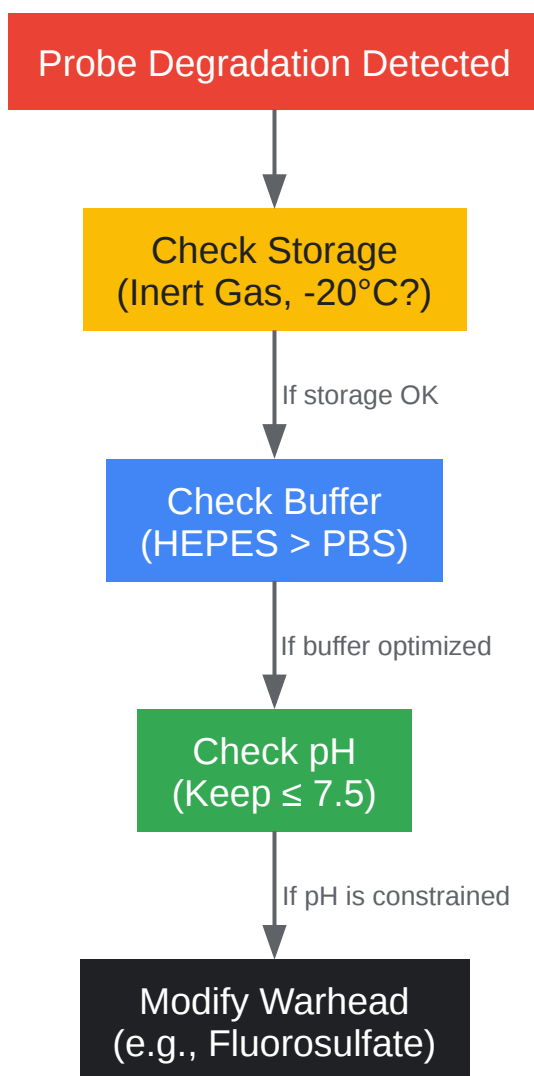 Probe Degradation Detected
Check Storage
(Inert Gas, -20°C?)
If storage OK
Check Buffer
(HEPES > PBS)
If buffer optimized
Check pH
(Keep ≤ 7.5)
If pH is constrained
Modify Warhead
(e.g., Fluorosulfate)